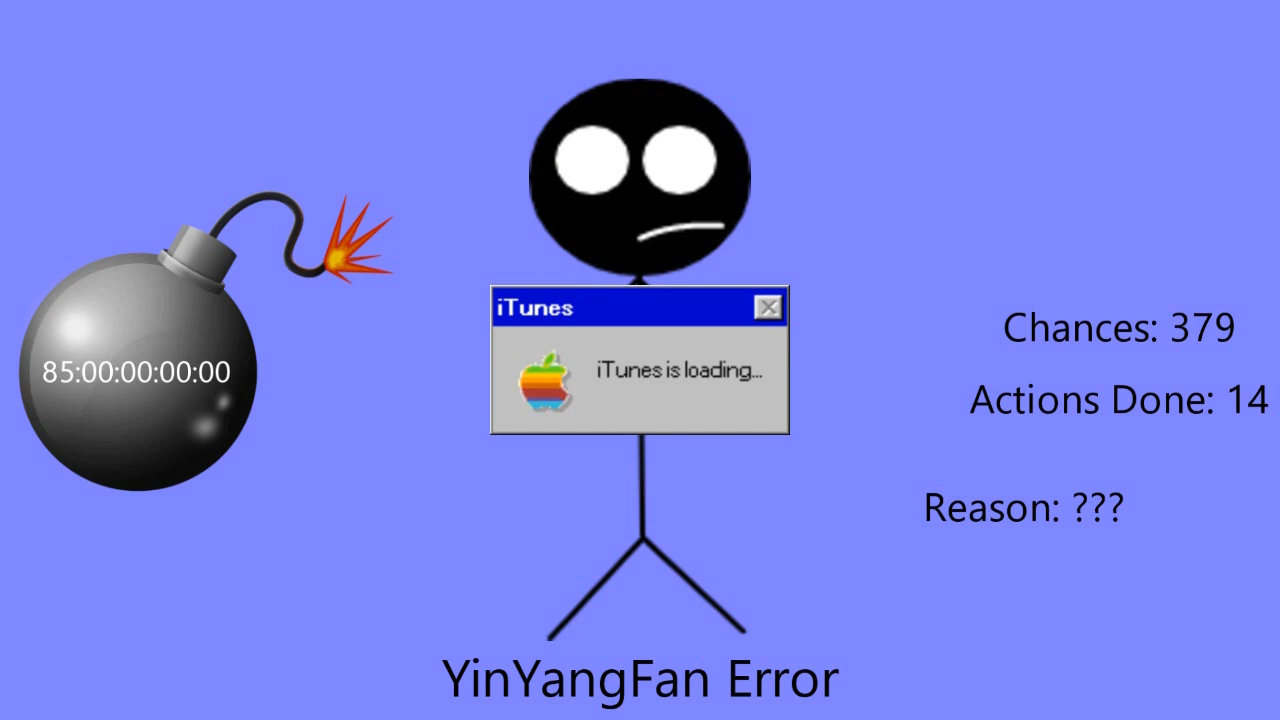 iTunes
iTunes is loading...
85:00:00:00:00
Chances: 379
Actions Done: 14
Reason: ???
YinYangFan Error